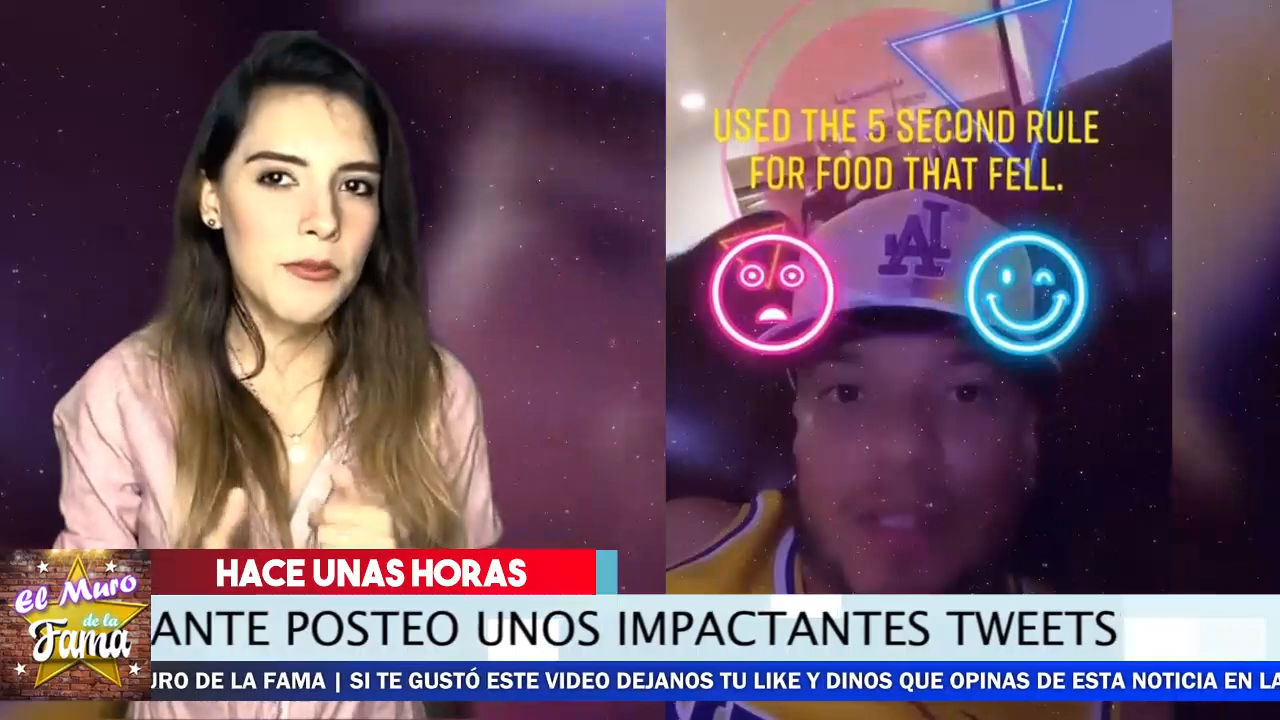 USED THE 5 SECOND RULE
FOR FOOD THAT FELL.
LA
HACE UNAS HORAS
El Muro
de la
Fama
ANTE POSTEO UNOS IMPACTANTES TWEETS
URO DE LA FAMA | SI TE GUSTÓ ESTE VIDEO DEJANOS TU LIKE Y DINOS QUE OPINAS DE ESTA NOTICIA EN LA